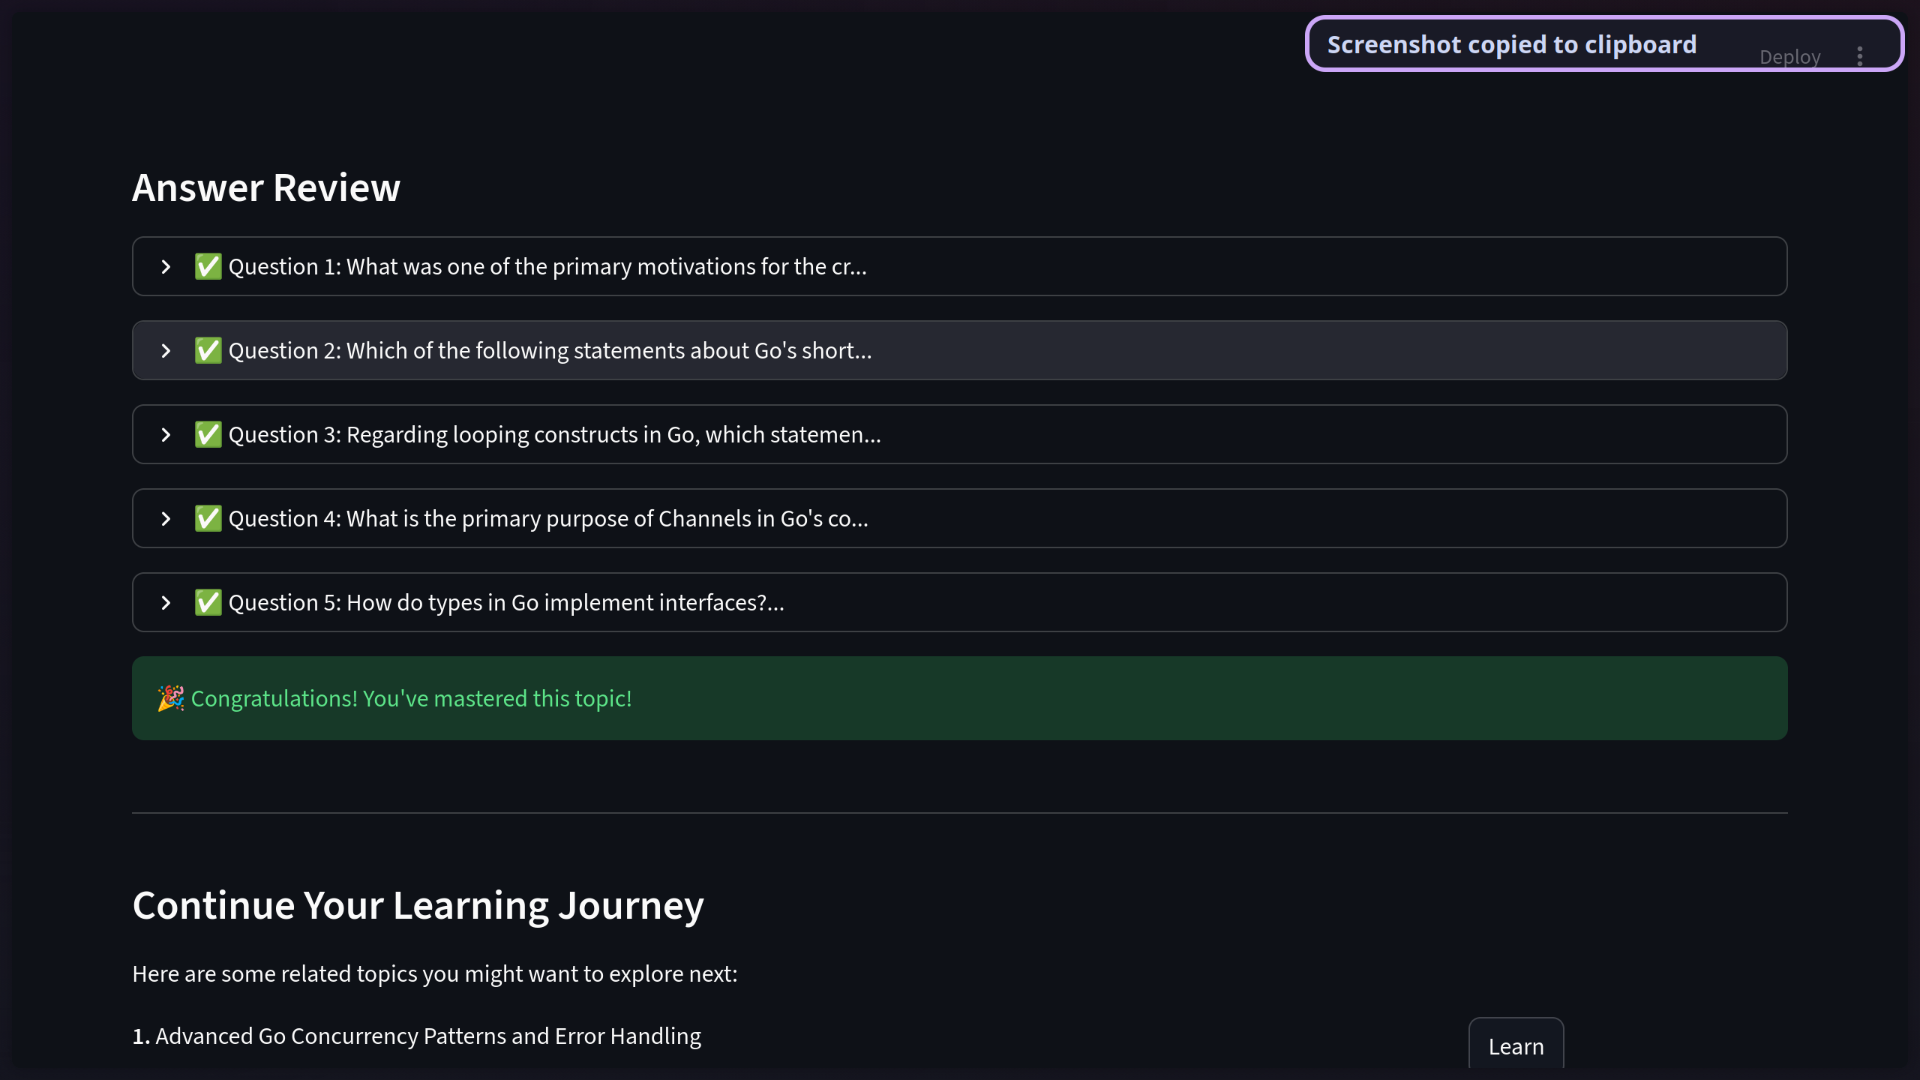 Screenshot copied to clipboard
Deploy
Answer Review
✅ Question 1: What was one of the primary motivations for the cr...
✅ Question 2: Which of the following statements about Go's short...
✅ Question 3: Regarding looping constructs in Go, which statemen...
✅ Question 4: What is the primary purpose of Channels in Go's co...
✅ Question 5: How do types in Go implement interfaces?...
🎉 Congratulations! You've mastered this topic!
Continue Your Learning Journey
Here are some related topics you might want to explore next:
1. Advanced Go Concurrency Patterns and Error Handling
Learn